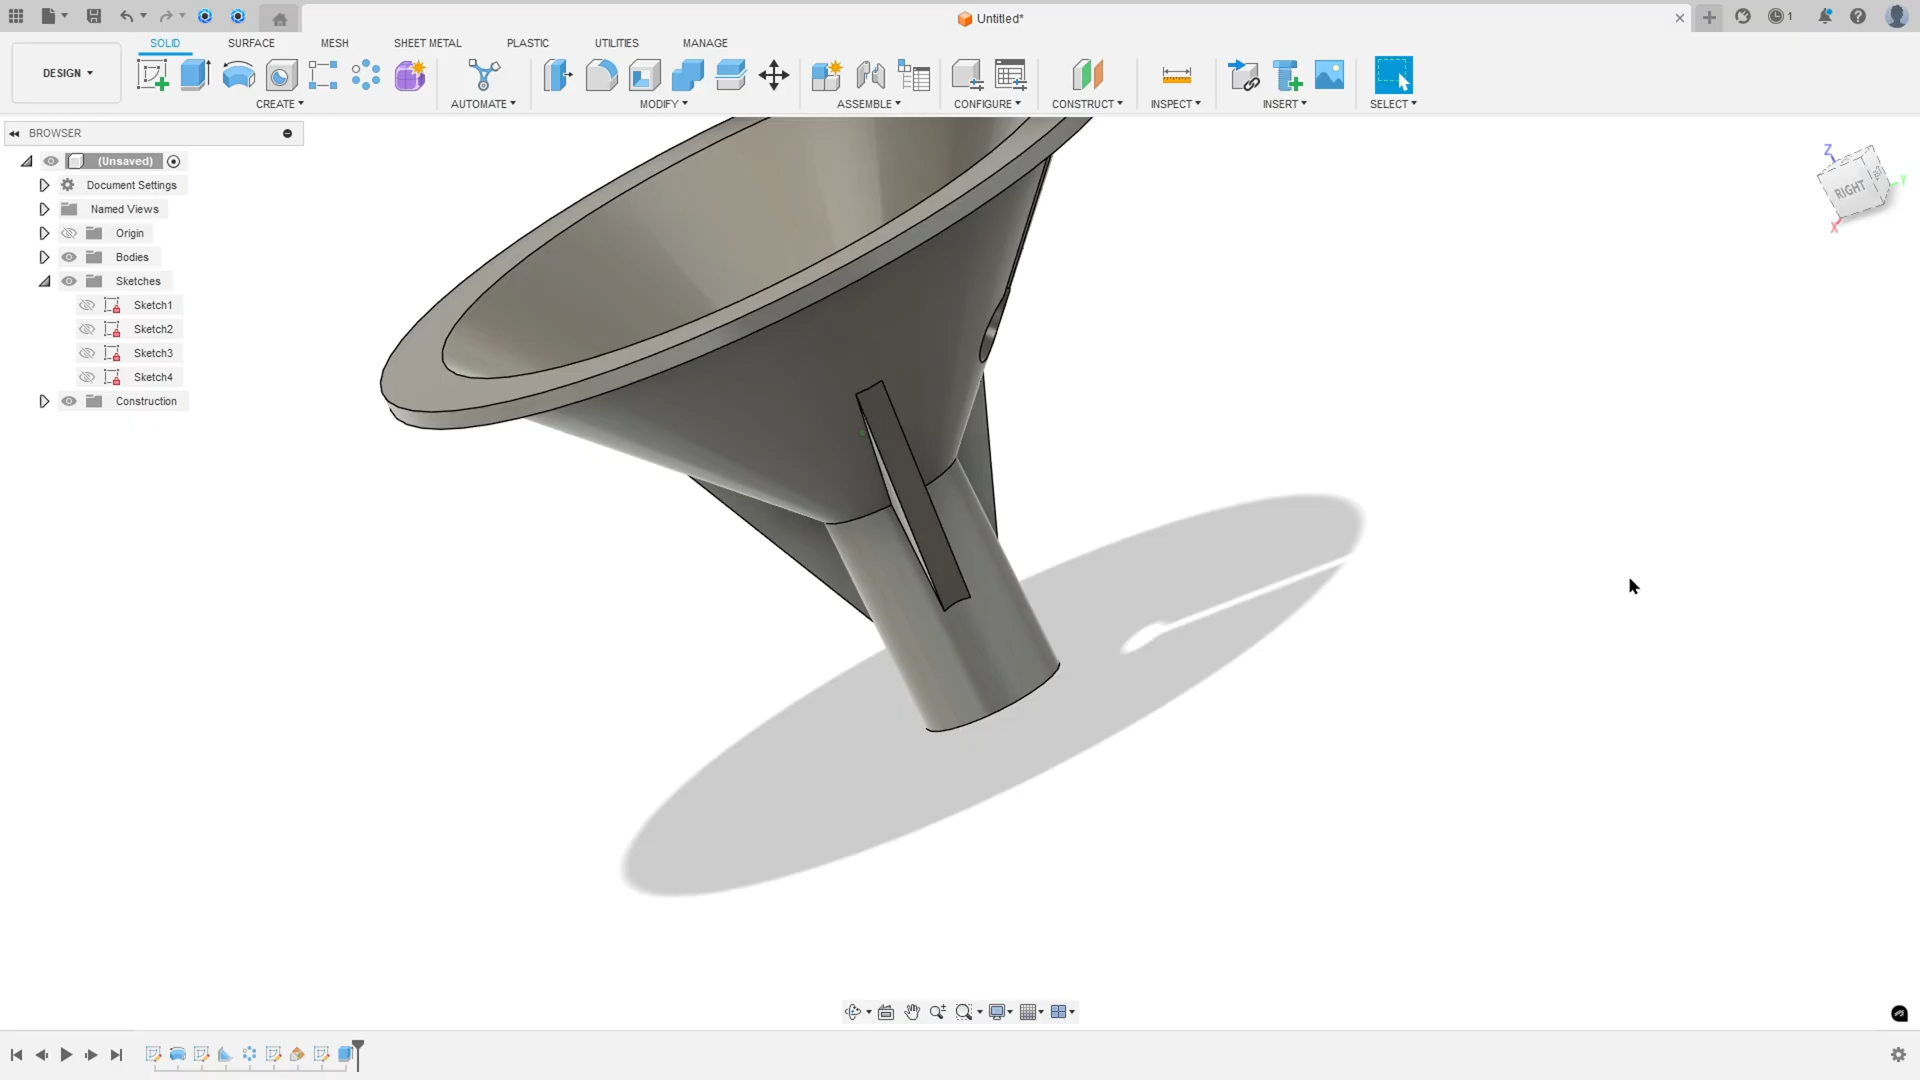 Untitled*
1
DESIGN
SOLID
SURFACE
MESH
SHEET METAL
PLASTIC
UTILITIES
MANAGE
CREATE
AUTOMATE
MODIFY
ASSEMBLE
CONFIGURE
CONSTRUCT
INSPECT
INSERT
SELECT
BROWSER
(Unsaved)
Document Settings
Named Views
Origin
Bodies
Sketches
Sketch1
Sketch2
Sketch3
Sketch4
Construction
Z
Y
RIGHT
X